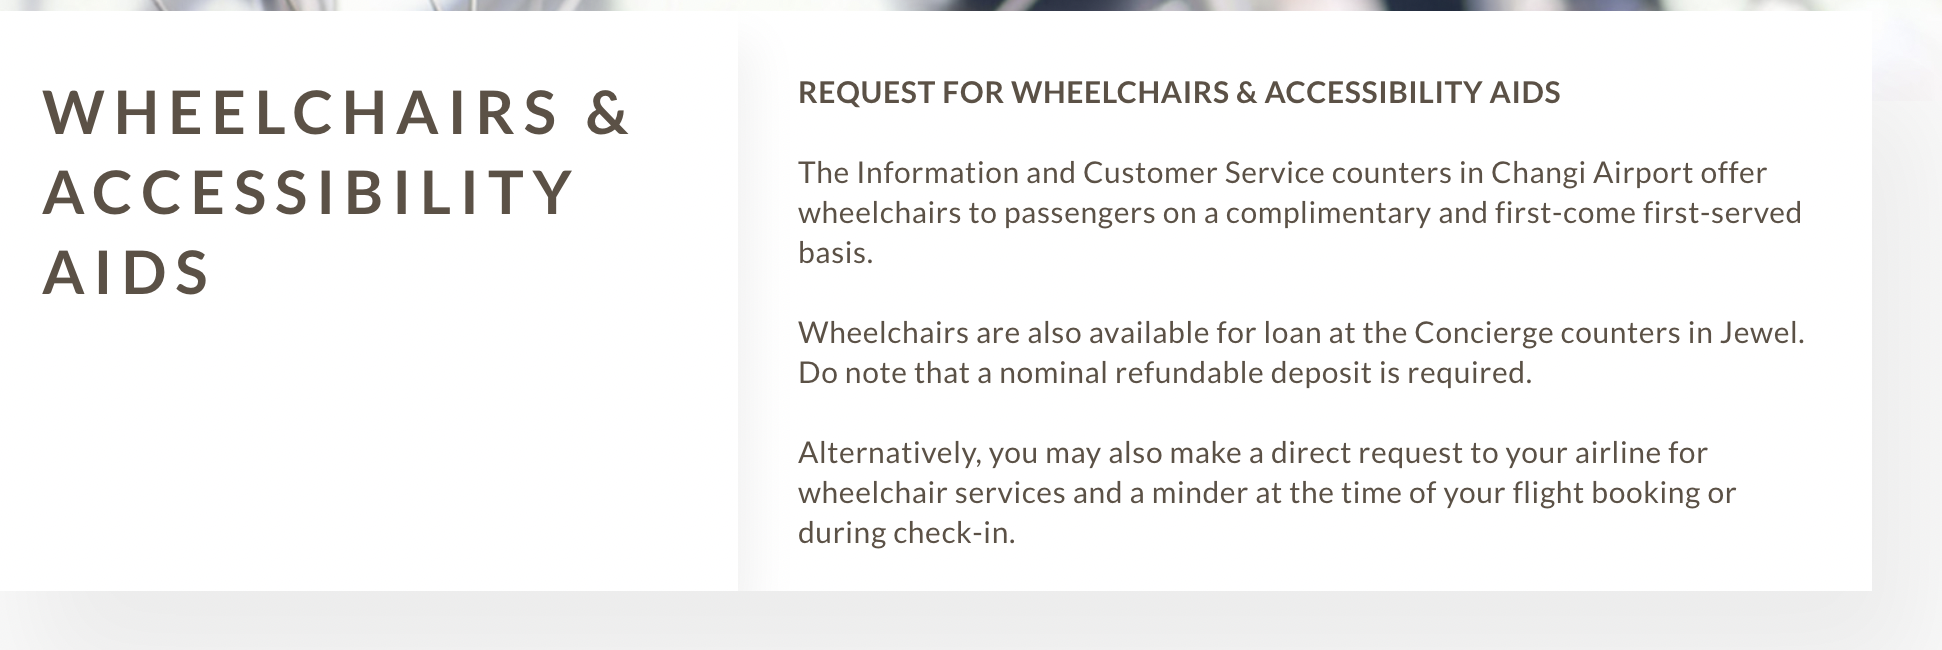 WHEELCHAIRS &
ACCESSIBILITY
AIDS
REQUEST FOR WHEELCHAIRS & ACCESSIBILITY AIDS
The Information and Customer Service counters in Changi Airport offer
wheelchairs to passengers on a complimentary and first-come first-served
basis.
Wheelchairs are also available for loan at the Concierge counters in Jewel.
Do note that a nominal refundable deposit is required.
Alternatively, you may also make a direct request to your airline for
wheelchair services and a minder at the time of your flight booking or
during check-in.